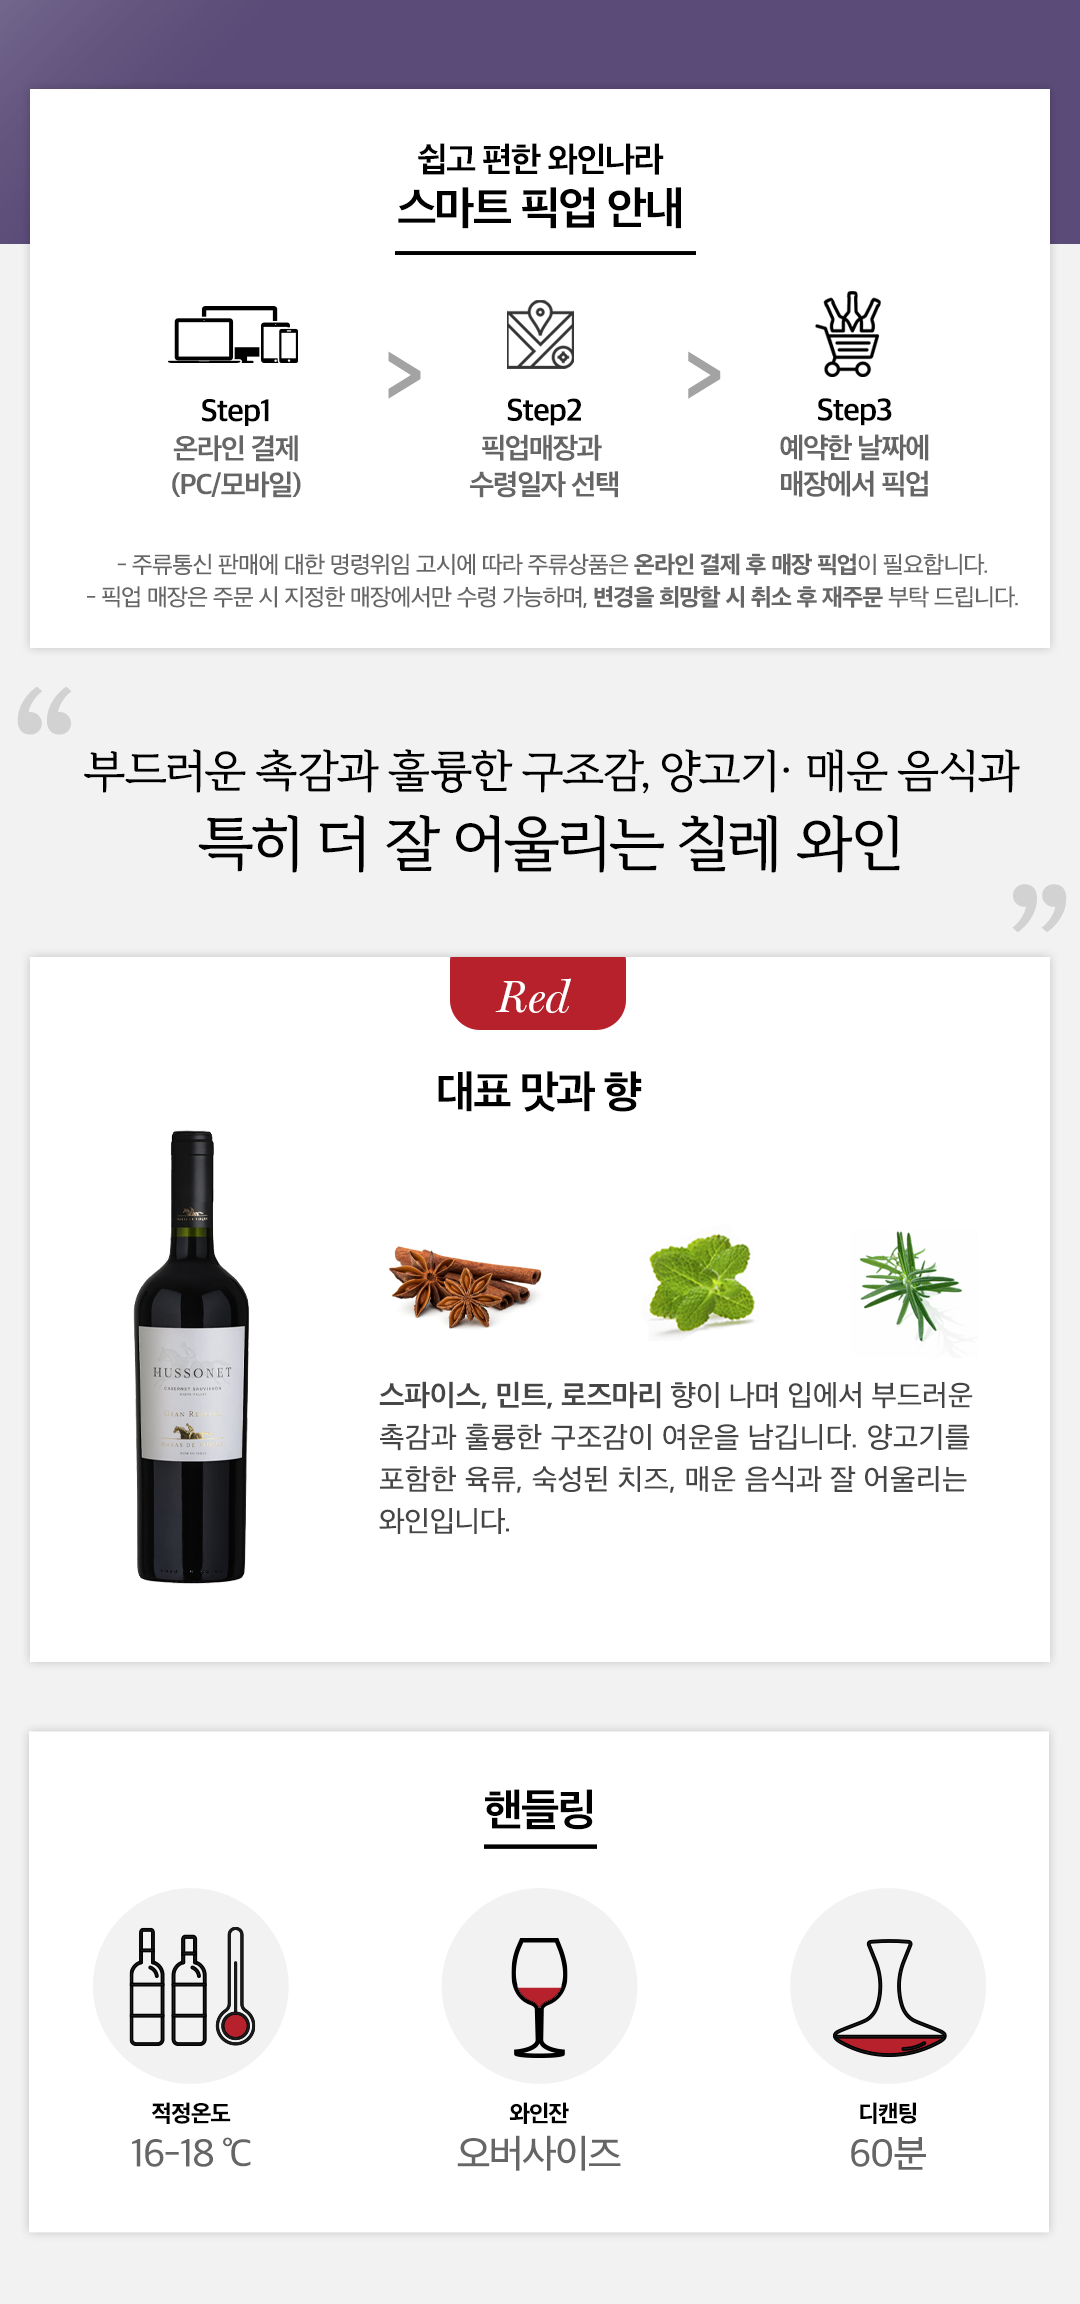 쉽고 편한 와인나라
스마트 픽업 안내
Step1
온라인 결제
(PC/모바일)
>
Step2
픽업매장과
수령일자 선택
>
Step3
예약한 날짜에
매장에서 픽업
- 주류통신 판매에 대한 명령위임 고시에 따라 주류상품은 온라인 결제 후 매장 픽업이 필요합니다.
- 픽업 매장은 주문 시 지정한 매장에서만 수령 가능하며, 변경을 희망할 시 취소 후 재주문 부탁 드립니다.
“
부드러운 촉감과 훌륭한 구조감, 양고기· 매운 음식과
특히 더 잘 어울리는 칠레 와인
”
Red
대표 맛과 향
HUSSONET
CABERNET SAUVIGNON
스파이스, 민트, 로즈마리 향이 나며 입에서 부드러운
촉감과 훌륭한 구조감이 여운을 남깁니다. 양고기를
포함한 육류, 숙성된 치즈, 매운 음식과 잘 어울리는
와인입니다.
핸들링
적정온도
16-18 ℃
와인잔
오버사이즈
디캔팅
60분